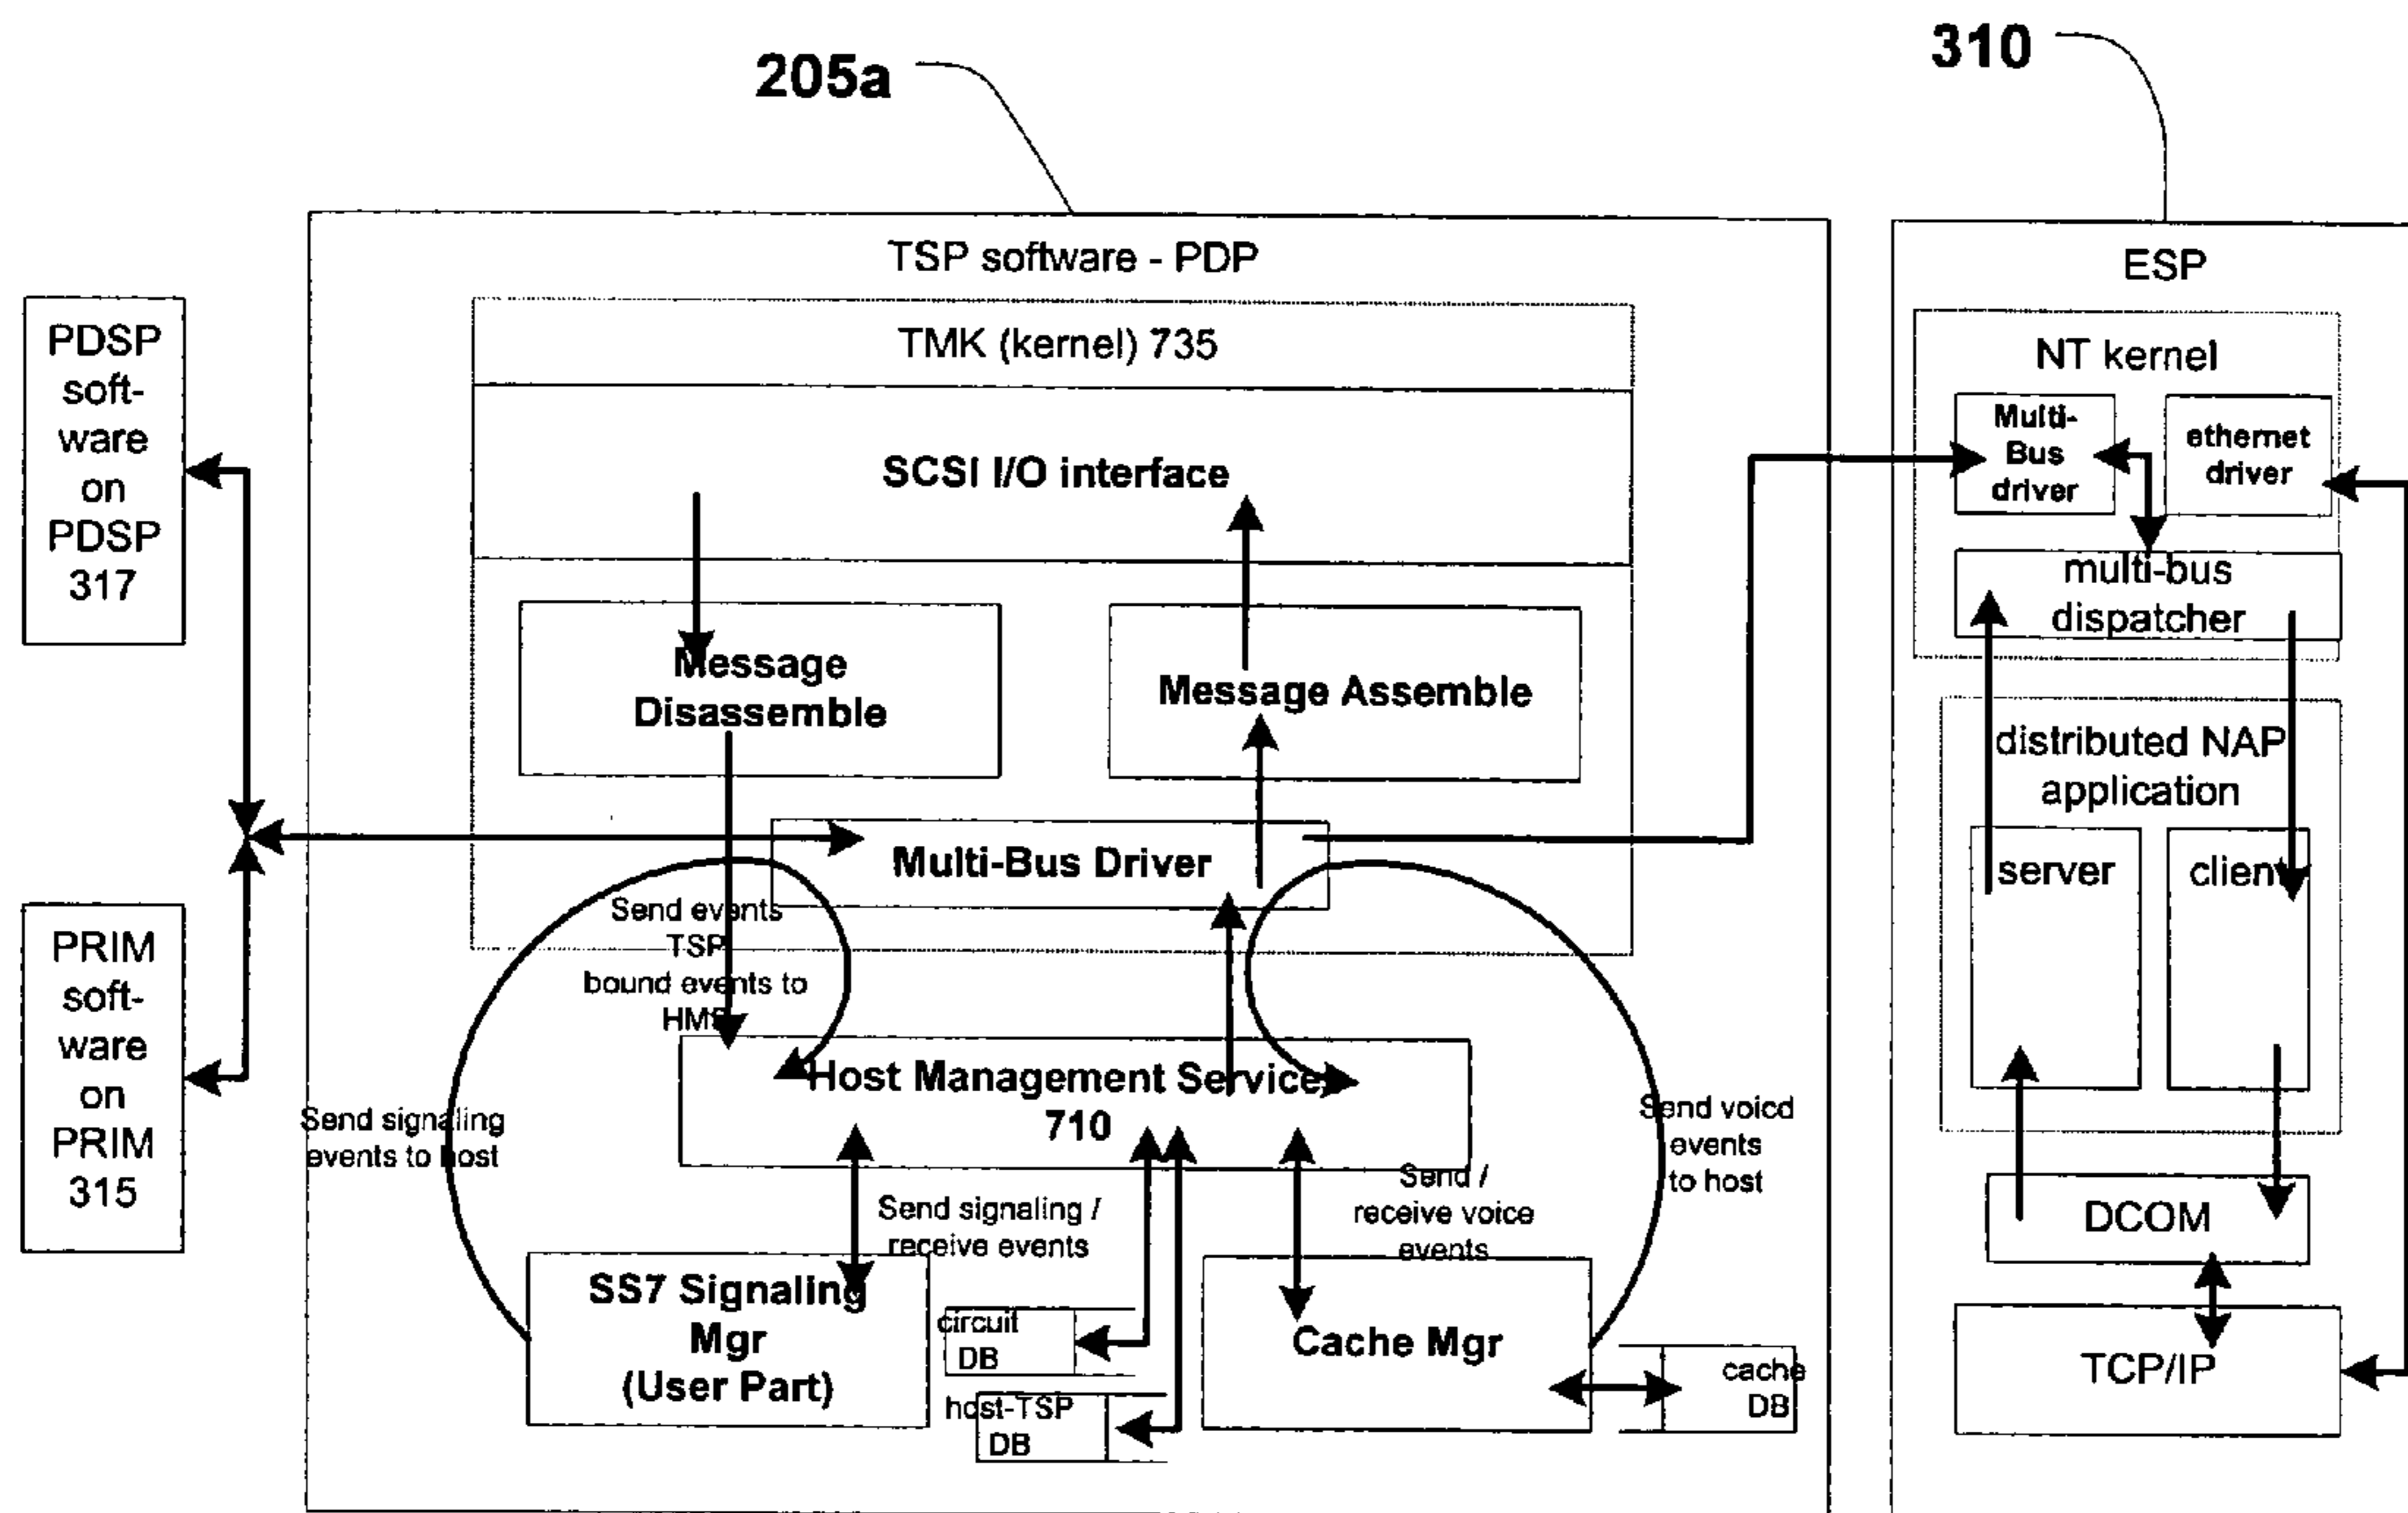 205a
310
TSP software - PDP
ESP
TMK (kernel) 735
NT kernel
PDSP
soft-
ware
on
PDSP
317
SCSI I/O interface
Multi-
Bus
driver
ethernet
driver
multi-bus
dispatcher
Message
Disassemble
Message Assemble
distributed NAP
application
Multi-Bus Driver
server
client
Send events
TSP
bound events to
HMS
PRIM
soft-
ware
on
PRIM
315
Host Management Services
710
Send signaling
events to host
Send voicd
events
to host
Send signaling /
receive events
Send /
receive voice
events
DCOM
SS7 Signaling
Mgr
(User Part)
circuit
DB
host-TSP
DB
Cache Mgr
cache
DB
TCP/IP